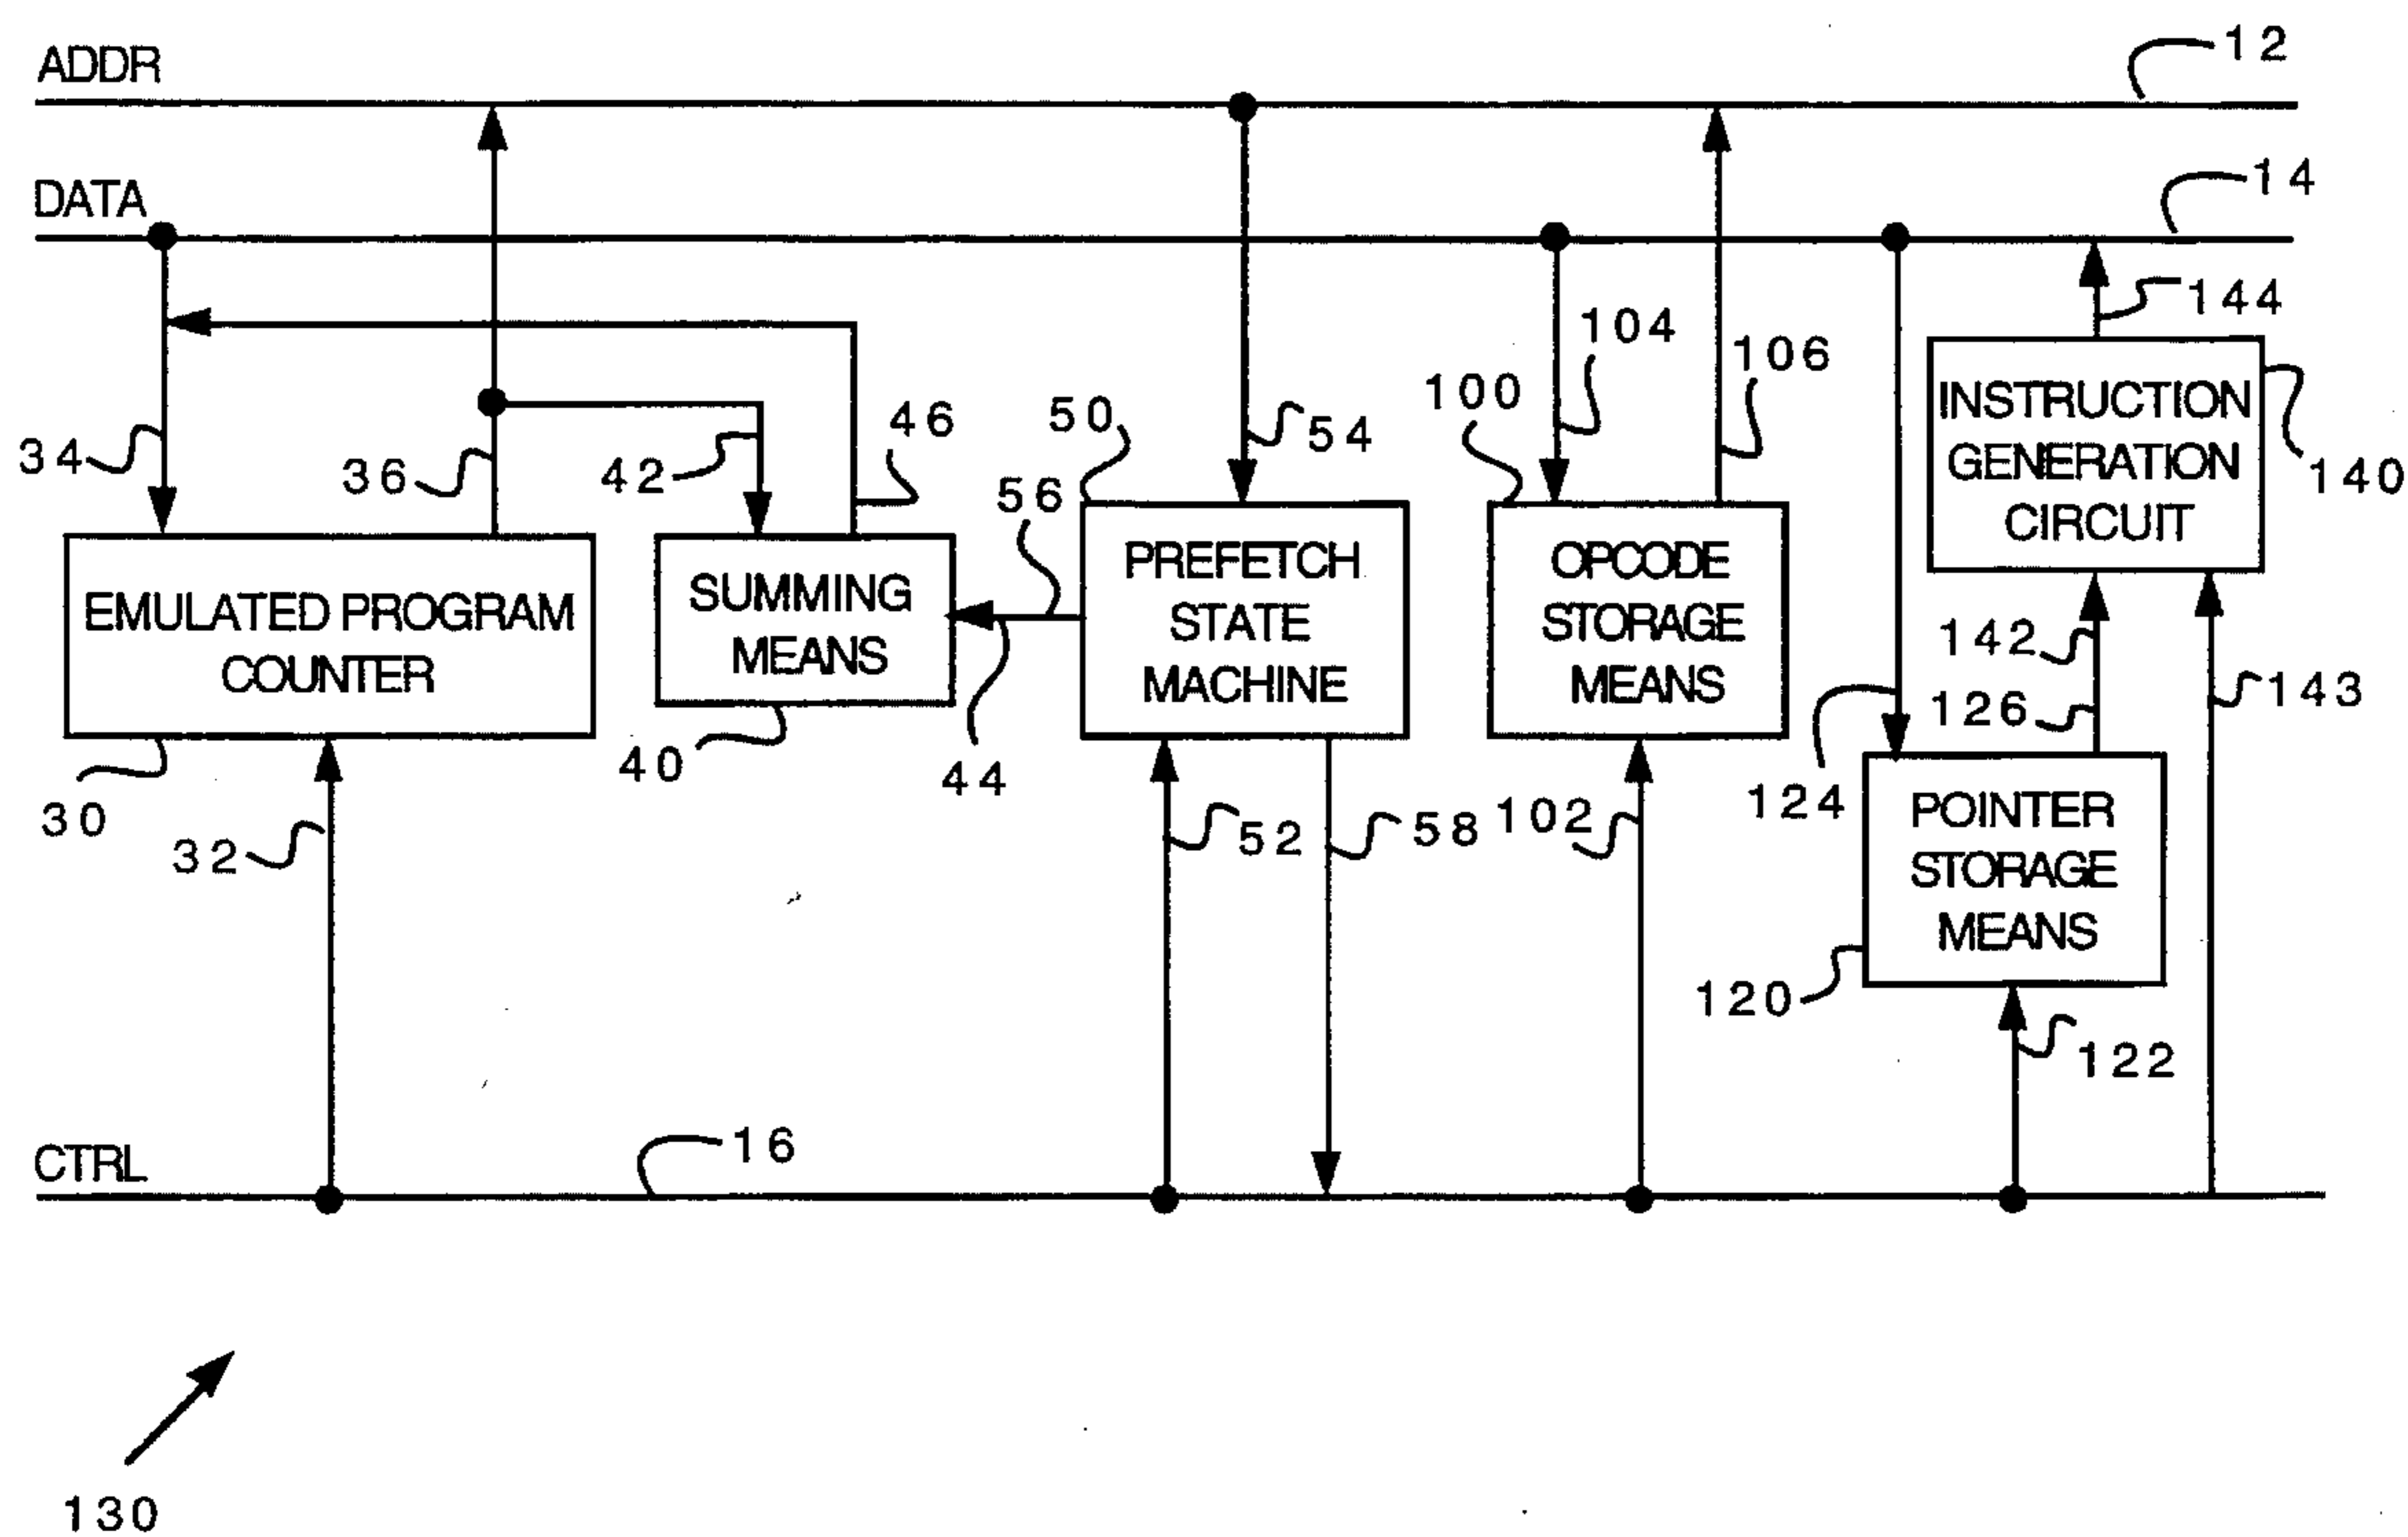 ADDR
12
DATA
14
144
104
106
100
50
46
54
34
36
42
56
140
INSTRUCTION
GENERATION
CIRCUIT
EMULATED PROGRAM
COUNTER
SUMMING
MEANS
PREFETCH
STATE
MACHINE
OPCODE
STORAGE
MEANS
142
126
143
30
32
40
44
52
58
102
124
POINTER
STORAGE
MEANS
120
122
CTRL
16
130